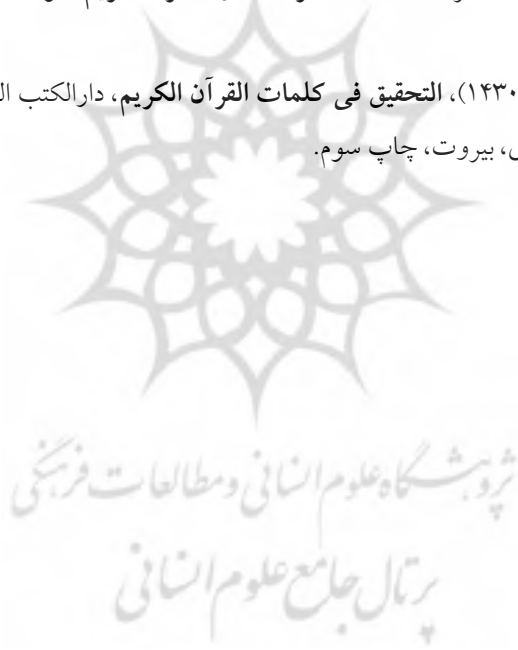 ۱۴۳۰)، التحقیق فی کلمات القرآن الکریم، دارالکتب ال
بیروت، چاپ سوم.
پژوهشگاه علوم انسانی و مطالعات فرهنگی
پرتال جامع علوم انسانی